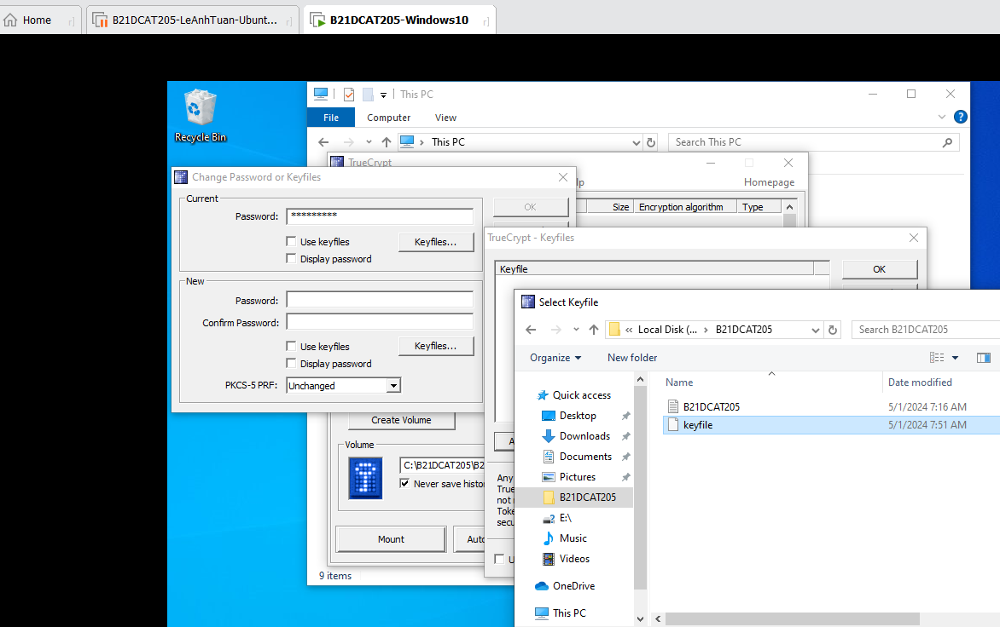 Home
B21DCAT205-LeAnhTuan-Ubunt...
B21DCAT205-Windows10
Recycle Bin
This PC
File Computer View
This PC
Search This PC
TrueCrypt
Homepage
Size Encryption algorithm Type
Change Password or Keyfiles
Current
Password: *********
OK
Use keyfiles
Keyfiles...
Display password
New
Password:
Confirm Password:
Use keyfiles
Keyfiles...
Display password
PKCS-5 PRF: Unchanged
Create Volume
Volume
C:\B21DCAT205\B2
Never save histor
Mount
Auto
9 items
TrueCrypt - Keyfiles
Keyfile
OK
Any
True
not
Toke
secu
Select Keyfile
« Local Disk (... › B21DCAT205
Search B21DCAT205
Organize New folder
Quick access
Desktop
Downloads
Documents
Pictures
B21DCAT205
E:\
Music
Videos
OneDrive
This PC
Name Date modified
B21DCAT205 5/1/2024 7:16 AM
keyfile 5/1/2024 7:51 AM